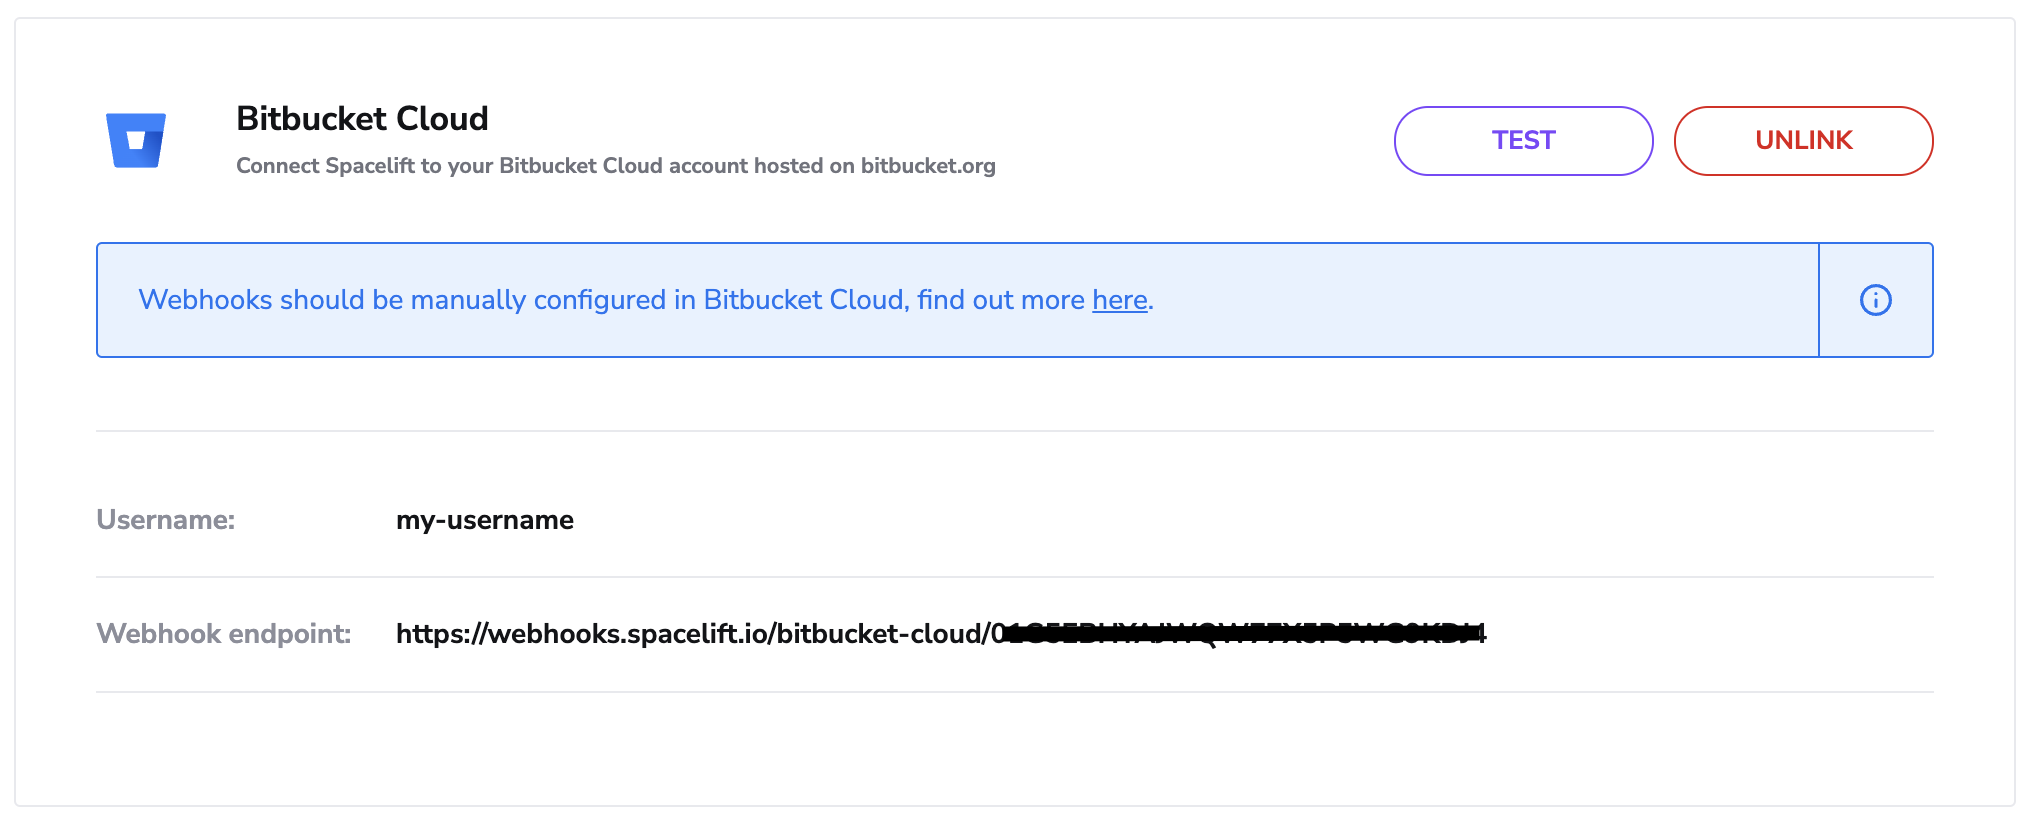 Bitbucket Cloud
Connect Spacelift to your Bitbucket Cloud account hosted on bitbucket.org
TEST
UNLINK
Webhooks should be manually configured in Bitbucket Cloud, find out more here.
Username: my-username
Webhook endpoint: https://webhooks.spacelift.io/bitbucket-cloud/